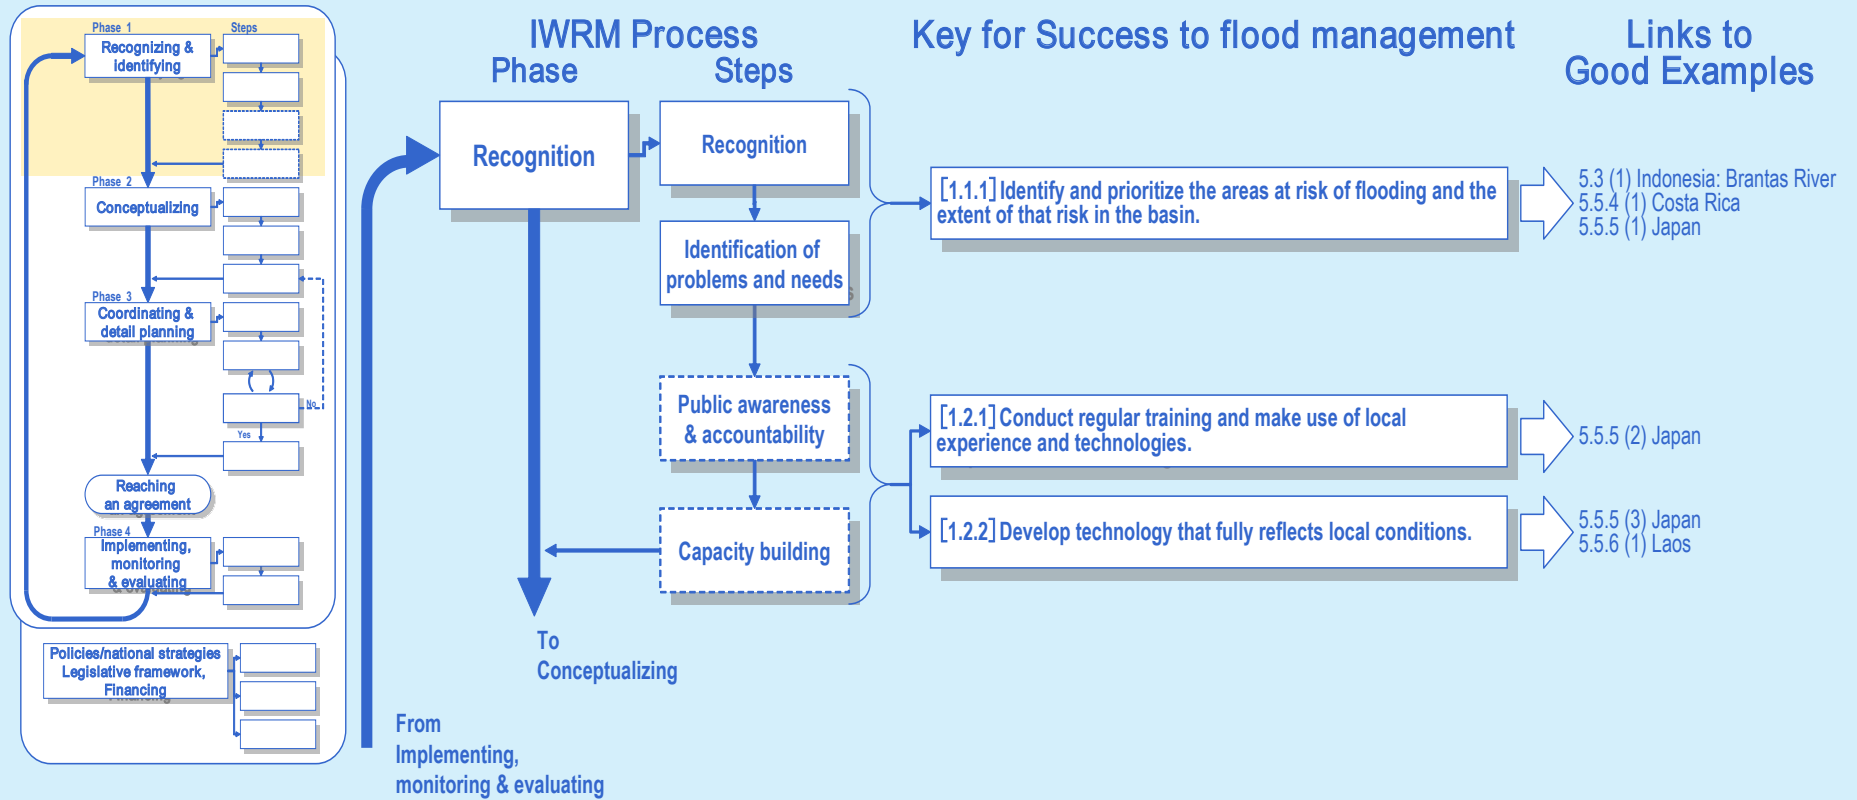 Phase 1
Steps
Recognizing &
identifying
Phase 2
Conceptualizing
Phase 3
Coordinating &
detail planning
No
Yes
Reaching
an agreement
Phase 4
Implementing,
monitoring
& evaluating
Policies/national strategies
Legislative framework,
Financing
IWRM Process
Phase
Steps
Key for Success to flood management
Links to
Good Examples
Recognition
Recognition
Identification of
problems and needs
Public awareness
& accountability
Capacity building
To
Conceptualizing
From
Implementing,
monitoring & evaluating
[1.1.1] Identify and prioritize the areas at risk of flooding and the
extent of that risk in the basin.
5.3 (1) Indonesia: Brantas River
5.5.4 (1) Costa Rica
5.5.5 (1) Japan
[1.2.1] Conduct regular training and make use of local
experience and technologies.
5.5.5 (2) Japan
[1.2.2] Develop technology that fully reflects local conditions.
5.5.5 (3) Japan
5.5.6 (1) Laos